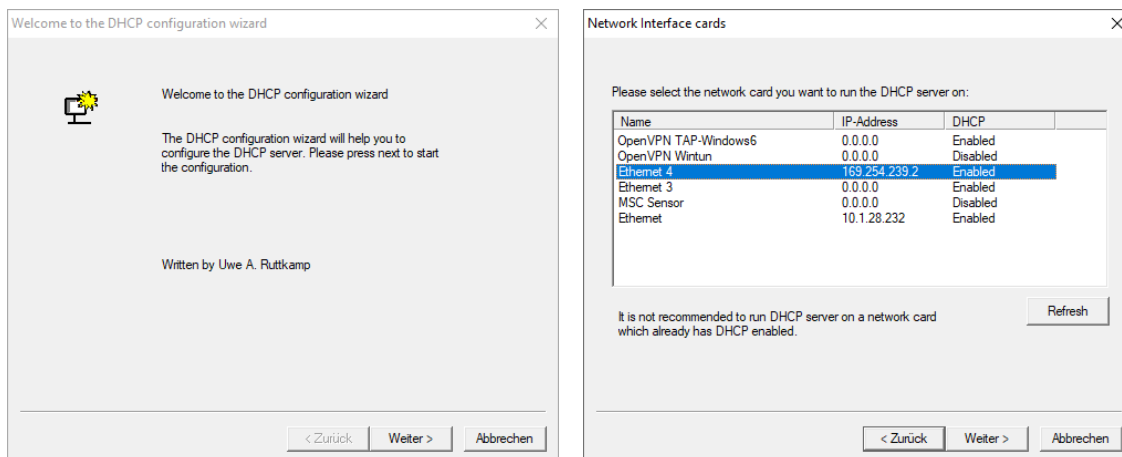 Welcome to the DHCP configuration wizard
Welcome to the DHCP configuration wizard
The DHCP configuration wizard will help you to
configure the DHCP server. Please press next to start
the configuration.
Written by Uwe A. Ruttkamp
< Zurück Weiter > Abbrechen
Network Interface cards
Please select the network card you want to run the DHCP server on:
Name IP-Address DHCP
OpenVPN TAP-Windows6 0.0.0.0 Enabled
OpenVPN Wintun 0.0.0.0 Disabled
Ethernet 4 169.254.239.2 Enabled
Ethernet 3 0.0.0.0 Enabled
MSC Sensor 0.0.0.0 Disabled
Ethernet 10.1.28.232 Enabled
It is not recommended to run DHCP server on a network card
which already has DHCP enabled.
Refresh
< Zurück Weiter > Abbrechen